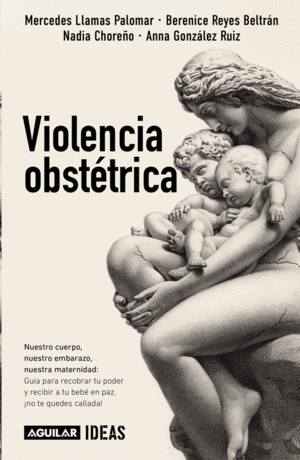 Mercedes Llamas Palomar · Berenice Reyes Beltrán
Nadia Choreño · Anna González Ruiz
Violencia
obstétrica
Nuestro cuerpo,
nuestro embarazo,
nuestra maternidad:
Guía para recobrar tu poder
y recibir a tu bebé en paz,
¡no te quedes callada!
AGUILAR IDEAS